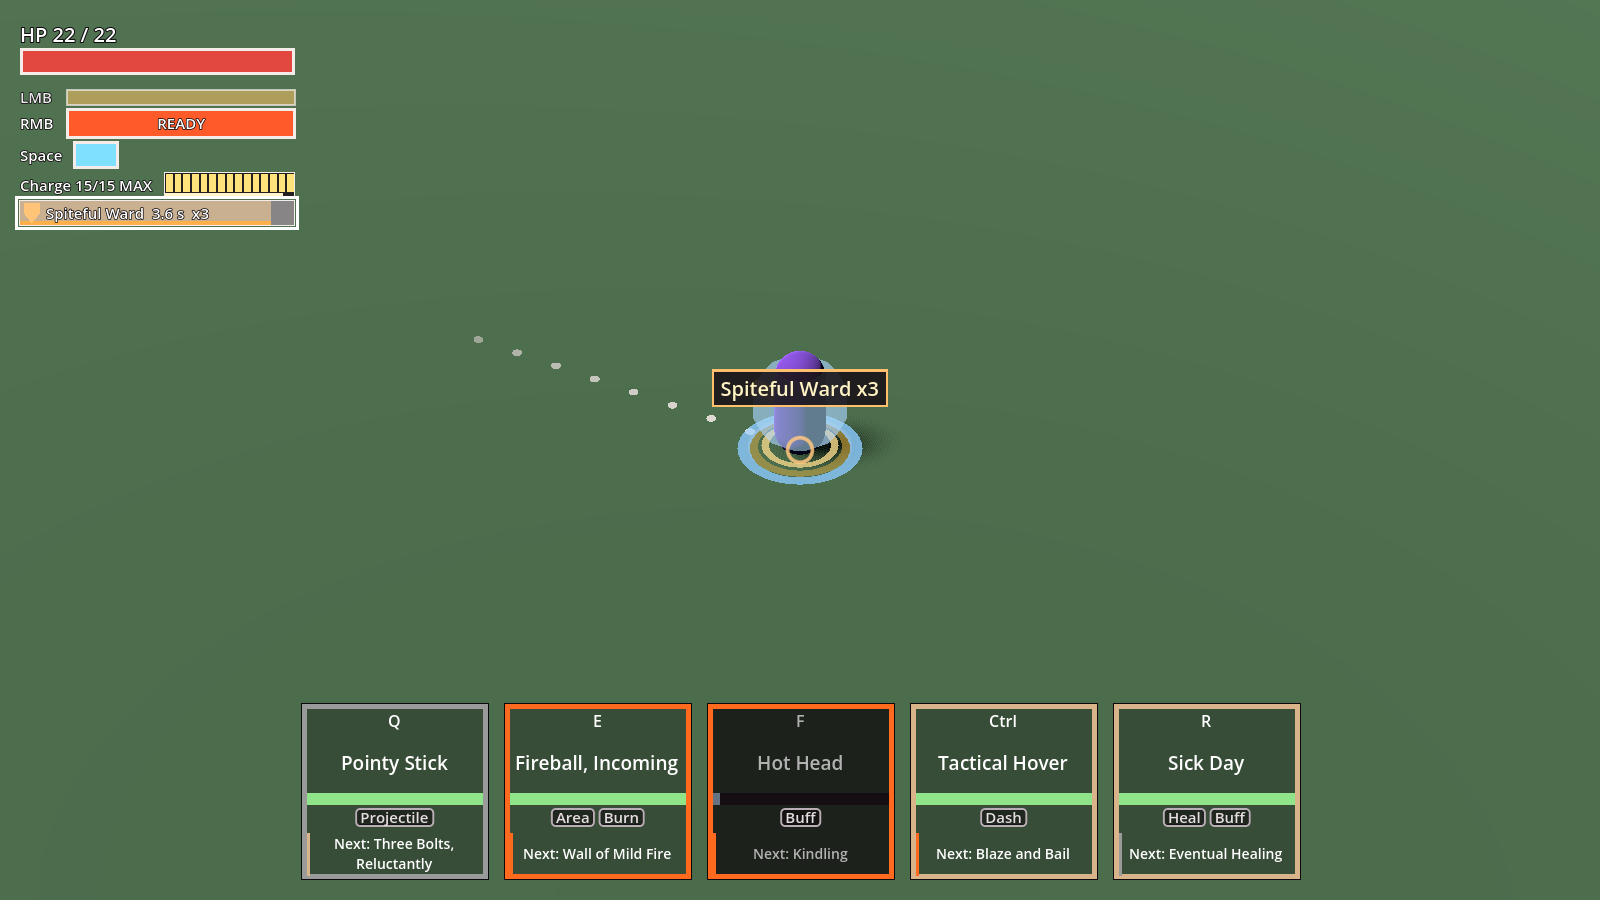 HP 22 / 22
LMB
RMB READY
Space
Charge 15/15 MAX
Spiteful Ward 3.6 s x3
Spiteful Ward x3
Q
Pointy Stick
Projectile
Next: Three Bolts,
Reluctantly
E
Fireball, Incoming
Area Burn
Next: Wall of Mild Fire
F
Hot Head
Buff
Next: Kindling
Ctrl
Tactical Hover
Dash
Next: Blaze and Bail
R
Sick Day
Heal Buff
Next: Eventual Healing